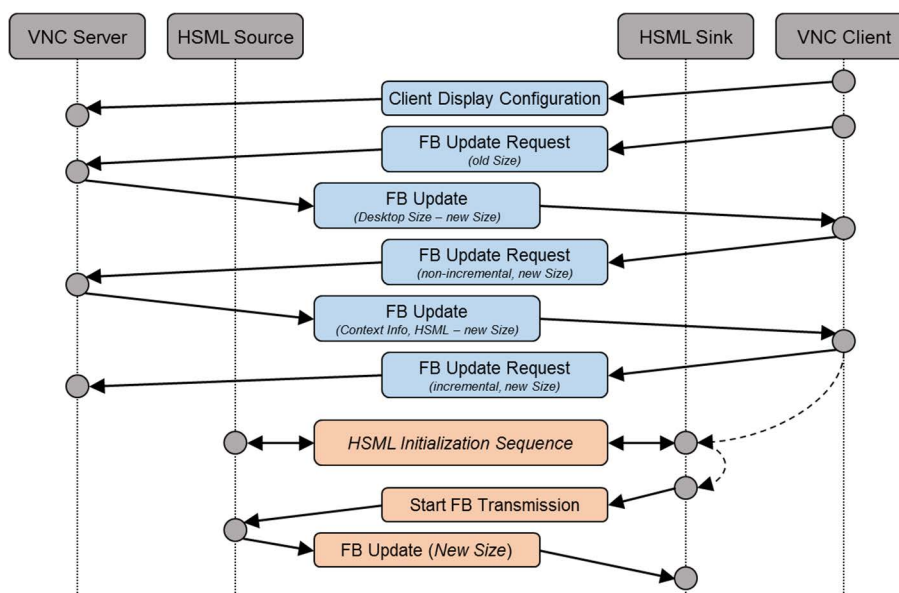 VNC Server
HSML Source
HSML Sink
VNC Client
Client Display Configuration
FB Update Request
(old Size)
FB Update
(Desktop Size – new Size)
FB Update Request
(non-incremental, new Size)
FB Update
(Context Info, HSML – new Size)
FB Update Request
(incremental, new Size)
HSML Initialization Sequence
Start FB Transmission
FB Update (New Size)